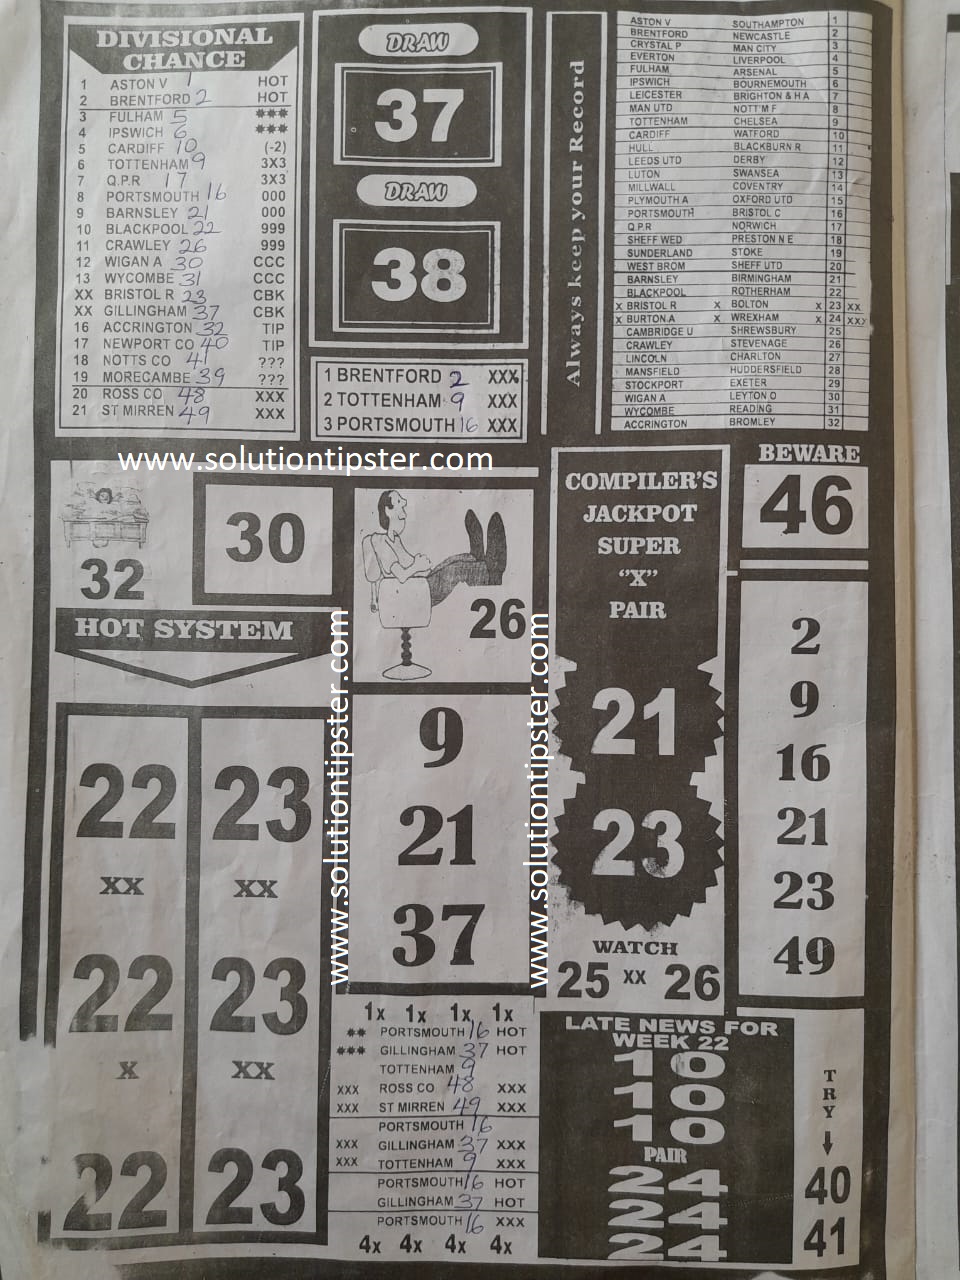 DIVISIONAL
CHANCE
1 ASTON V 1 HOT
2 BRENTFORD 2 HOT
3 FULHAM 5 ***
4 IPSWICH 6 ***
5 CARDIFF 10 (-2)
6 TOTTENHAM 9 3X3
7 Q.P.R 17 3X3
8 PORTSMOUTH 16 000
9 BARNSLEY 21 000
10 BLACKPOOL 22 999
11 CRAWLEY 26 999
12 WIGAN A 30 CCC
13 WYCOMBE 31 CCC
XX BRISTOL R 23 CBK
XX GILLINGHAM 37 CBK
16 ACCRINGTON 32 TIP
17 NEWPORT CO 40 TIP
18 NOTTS CO 41 ???
19 MORECAMBE 39 ???
20 ROSS CO 48 XXX
21 ST MIRREN 49 XXX
DRAW
37
DRAW
38
1 BRENTFORD 2 XXX
2 TOTTENHAM 9 XXX
3 PORTSMOUTH 16 XXX
Always keep your Record
ASTON V SOUTHAMPTON 1
BRENTFORD NEWCASTLE 2
CRYSTAL P MAN CITY 3
EVERTON LIVERPOOL 4
FULHAM ARSENAL 5
IPSWICH BOURNEMOUTH 6
LEICESTER BRIGHTON & H A 7
MAN UTD NOTT'M F 8
TOTTENHAM CHELSEA 9
CARDIFF WATFORD 10
HULL BLACKBURN R 11
LEEDS UTD DERBY 12
LUTON SWANSEA 13
MILLWALL COVENTRY 14
PLYMOUTH A OXFORD UTD 15
PORTSMOUTH BRISTOL C 16
Q P R NORWICH 17
SHEFF WED PRESTON N E 18
SUNDERLAND STOKE 19
WEST BROM SHEFF UTD 20
BARNSLEY BIRMINGHAM 21
BLACKPOOL ROTHERHAM 22
X BRISTOL R X BOLTON X 23 XX
X BURTON A X WREXHAM X 24 XXX
CAMBRIDGE U SHREWSBURY 25
CRAWLEY STEVENAGE 26
LINCOLN CHARLTON 27
MANSFIELD HUDDERSFIELD 28
STOCKPORT EXETER 29
WIGAN A LEYTON O 30
WYCOMBE READING 31
ACCRINGTON BROMLEY 32
www.solutiontipster.com
32
30
26
HOT SYSTEM
22 23
XX XX
22 23
X XX
22 23
www.solutiontipster.com
9
21
37
www.solutiontipster.com
1x 1x 1x 1x
** PORTSMOUTH 16 HOT
*** GILLINGHAM 37 HOT
TOTTENHAM 9
XXX ROSS CO 48 XXX
XXX ST MIRREN 49 XXX
PORTSMOUTH 16
XXX GILLINGHAM 37 XXX
XXX TOTTENHAM 9 XXX
PORTSMOUTH 16 HOT
GILLINGHAM 37 HOT
PORTSMOUTH 16 XXX
4x 4x 4x 4x
COMPILER'S
JACKPOT
SUPER
"X"
PAIR
21
23
WATCH
25 XX 26
LATE NEWS FOR
WEEK 22
10
10
10
PAIR
24
24
24
BEWARE
46
2
9
16
21
23
49
TRY
40
41